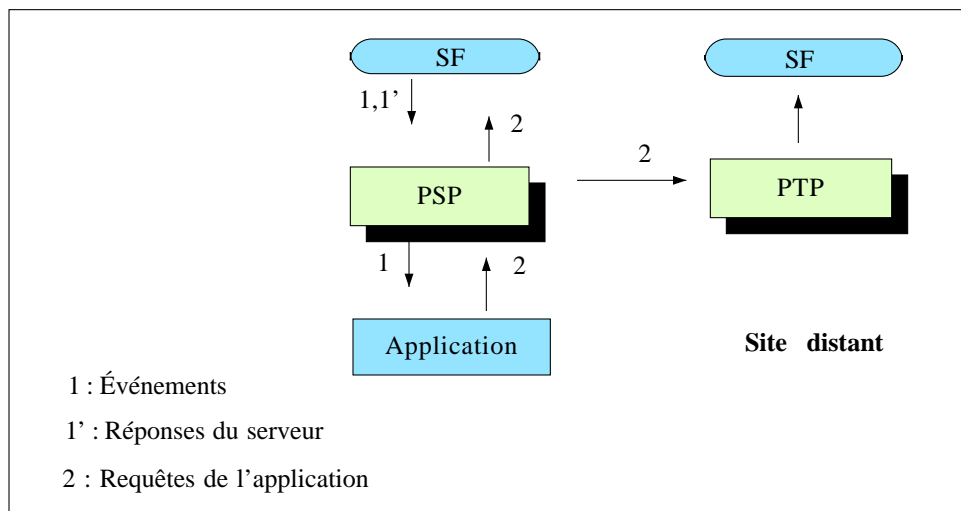 SF
SF
1,1’
2
2
PSP
PTP
1
2
Application
Site distant
1 : Événements
1’ : Réponses du serveur
2 : Requêtes de l’application